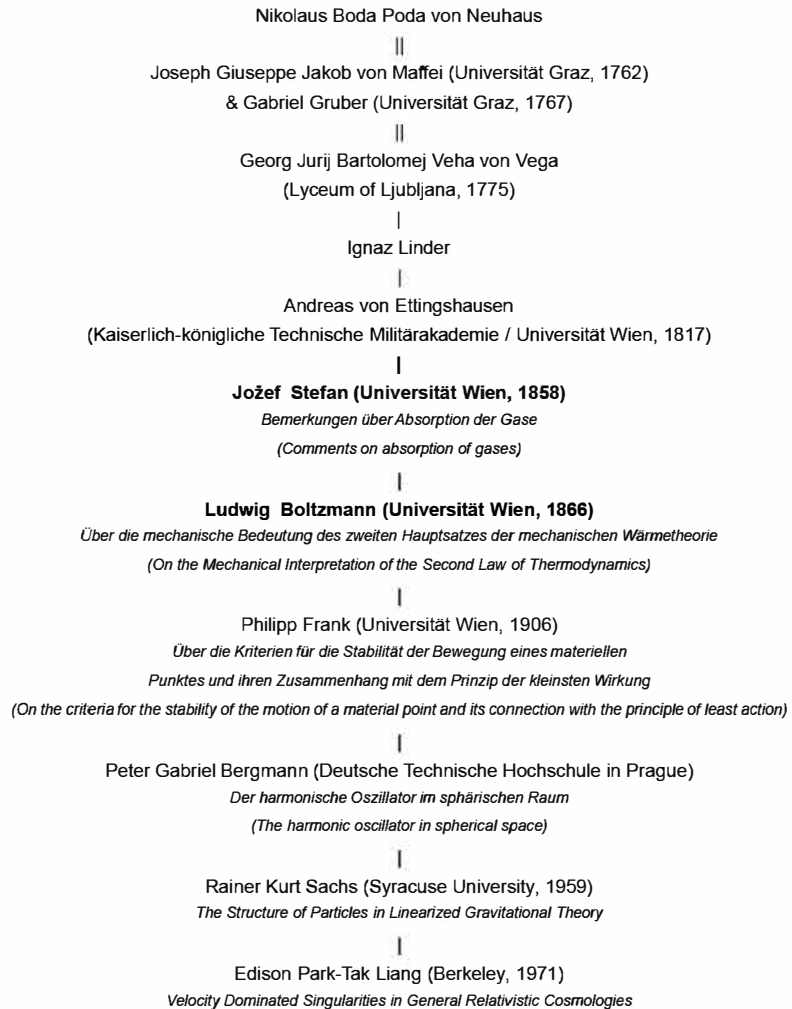 Nikolaus Boda Poda von Neuhaus
||
Joseph Giuseppe Jakob von Maffei (Universität Graz, 1762)
& Gabriel Gruber (Universität Graz, 1767)
||
Georg Jurij Bartolomej Veha von Vega
(Lyceum of Ljubljana, 1775)
|
Ignaz Linder
|
Andreas von Ettingshausen
(Kaiserlich-königliche Technische Militärakademie / Universität Wien, 1817)
|
Jožef Stefan (Universität Wien, 1858)
Bemerkungen über Absorption der Gase
(Comments on absorption of gases)
|
Ludwig Boltzmann (Universität Wien, 1866)
Über die mechanische Bedeutung des zweiten Hauptsatzes der mechanischen Wärmetheorie
(On the Mechanical Interpretation of the Second Law of Thermodynamics)
|
Philipp Frank (Universität Wien, 1906)
Über die Kriterien für die Stabilität der Bewegung eines materiellen
Punktes und ihren Zusammenhang mit dem Prinzip der kleinsten Wirkung
(On the criteria for the stability of the motion of a material point and its connection with the principle of least action)
|
Peter Gabriel Bergmann (Deutsche Technische Hochschule in Prague)
Der harmonische Oszillator im sphärischen Raum
(The harmonic oscillator in spherical space)
|
Rainer Kurt Sachs (Syracuse University, 1959)
The Structure of Particles in Linearized Gravitational Theory
|
Edison Park-Tak Liang (Berkeley, 1971)
Velocity Dominated Singularities in General Relativistic Cosmologies